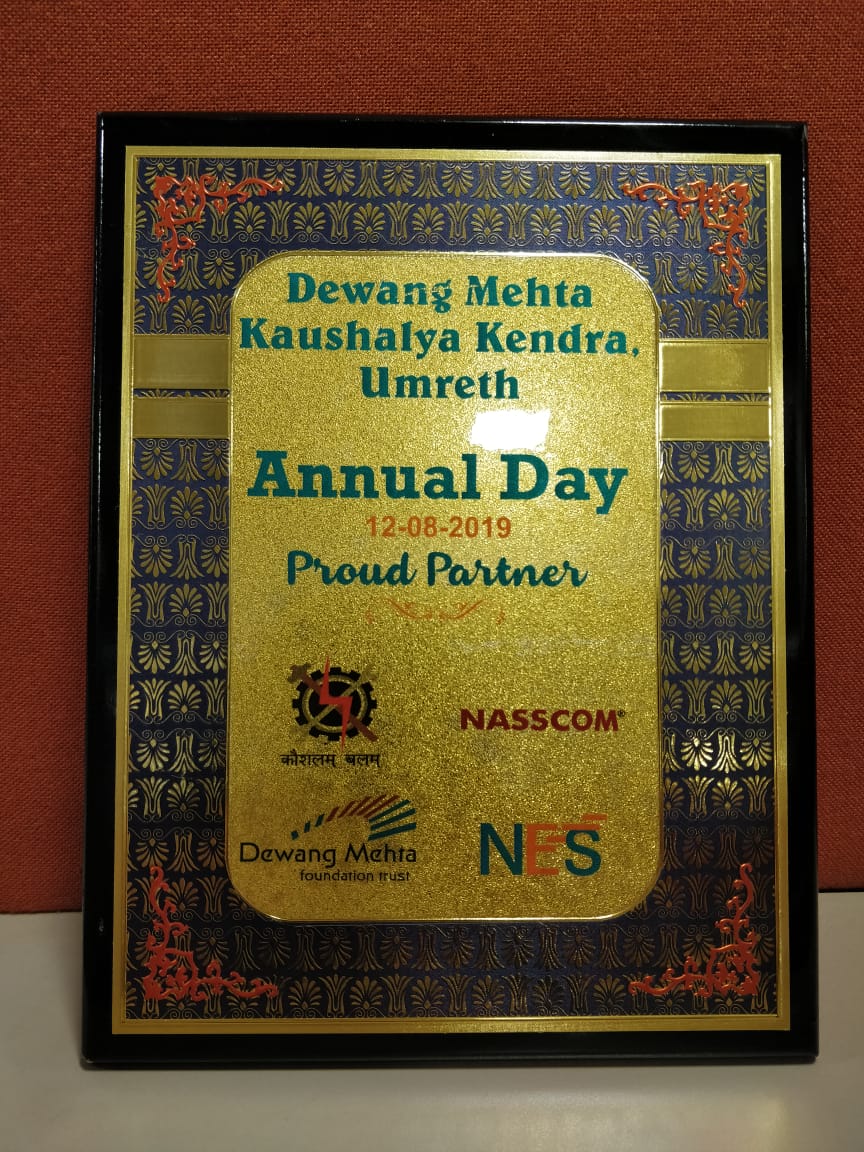 Dewang Mehta
Kaushalya Kendra,
Umreth
Annual Day
12-08-2019
Proud Partner
कौशलम् बलम्
NASSCOM®
Dewang Mehta
foundation trust
NES